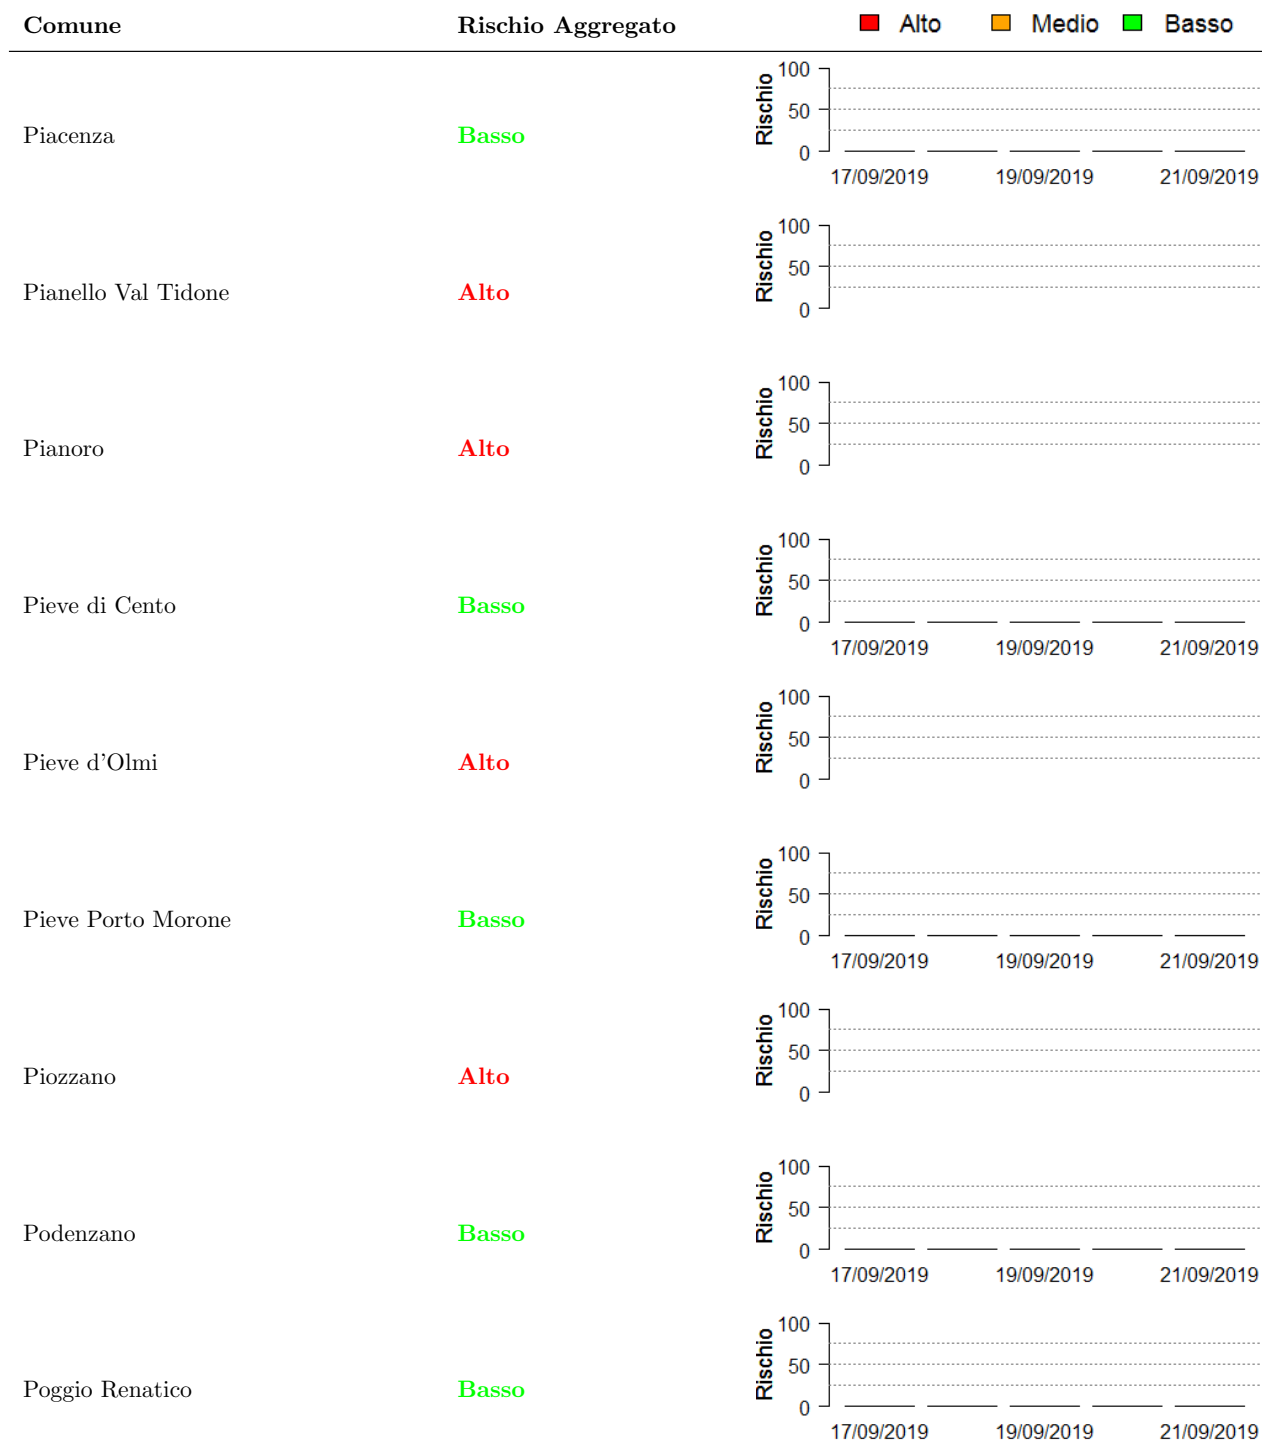 Comune Rischio Aggregato Alto Medio Basso
Piacenza Basso
Rischio
100
50
0
17/09/2019 19/09/2019 21/09/2019
Pianello Val Tidone Alto
Rischio
100
50
0
Pianoro Alto
Rischio
100
50
0
Pieve di Cento Basso
Rischio
100
50
0
17/09/2019 19/09/2019 21/09/2019
Pieve d'Olmi Alto
Rischio
100
50
0
Pieve Porto Morone Basso
Rischio
100
50
0
17/09/2019 19/09/2019 21/09/2019
Piozzano Alto
Rischio
100
50
0
Podenzano Basso
Rischio
100
50
0
17/09/2019 19/09/2019 21/09/2019
Poggio Renatico Basso
Rischio
100
50
0
17/09/2019 19/09/2019 21/09/2019